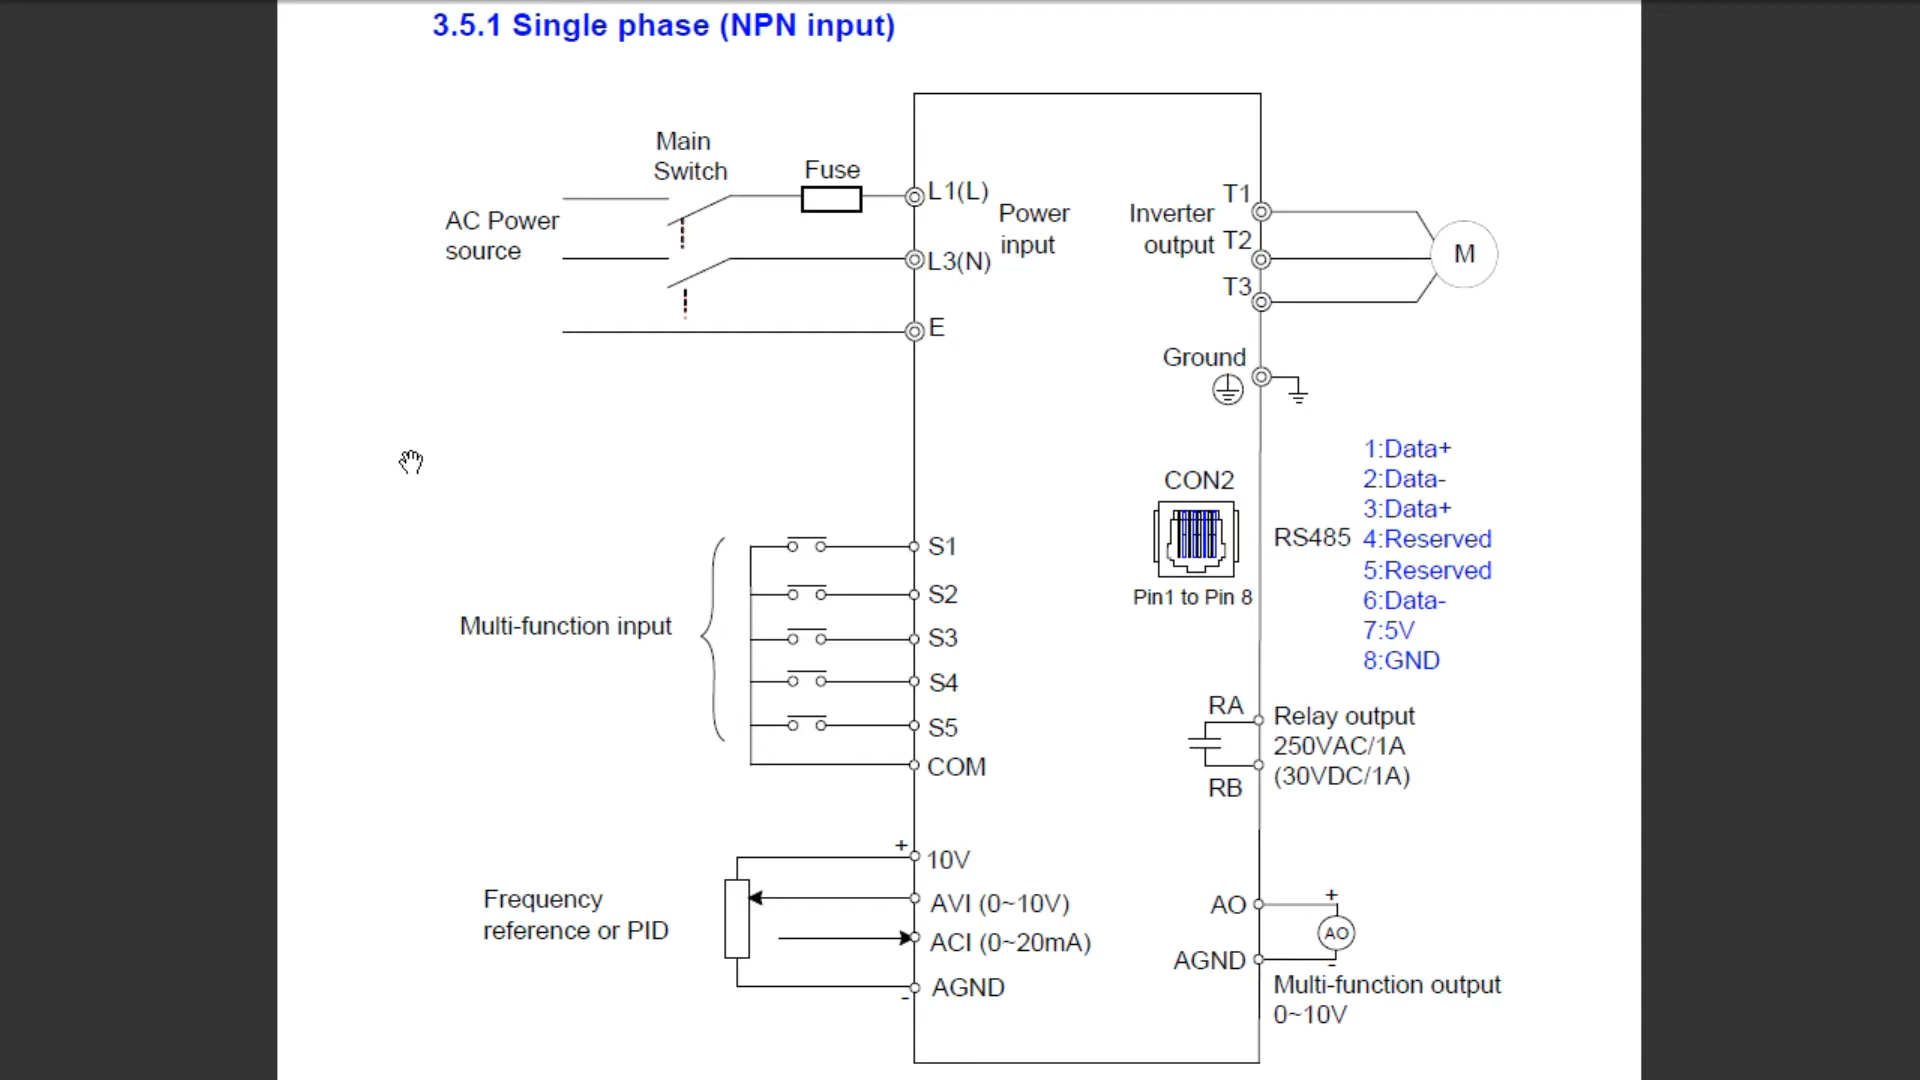 3.5.1 Single phase (NPN input)
Main
Switch
Fuse
AC Power
source
L1(L)
L3(N)
E
Power
input
Inverter
output
T1
T2
T3
M
Ground
CON2
Pin1 to Pin 8
RS485
1:Data+
2:Data-
3:Data+
4:Reserved
5:Reserved
6:Data-
7:5V
8:GND
Multi-function input
S1
S2
S3
S4
S5
COM
RA
RB
Relay output
250VAC/1A
(30VDC/1A)
Frequency
reference or PID
+
10V
AVI (0~10V)
ACI (0~20mA)
-
AGND
AO
AGND
+
AO
-
Multi-function output
0~10V